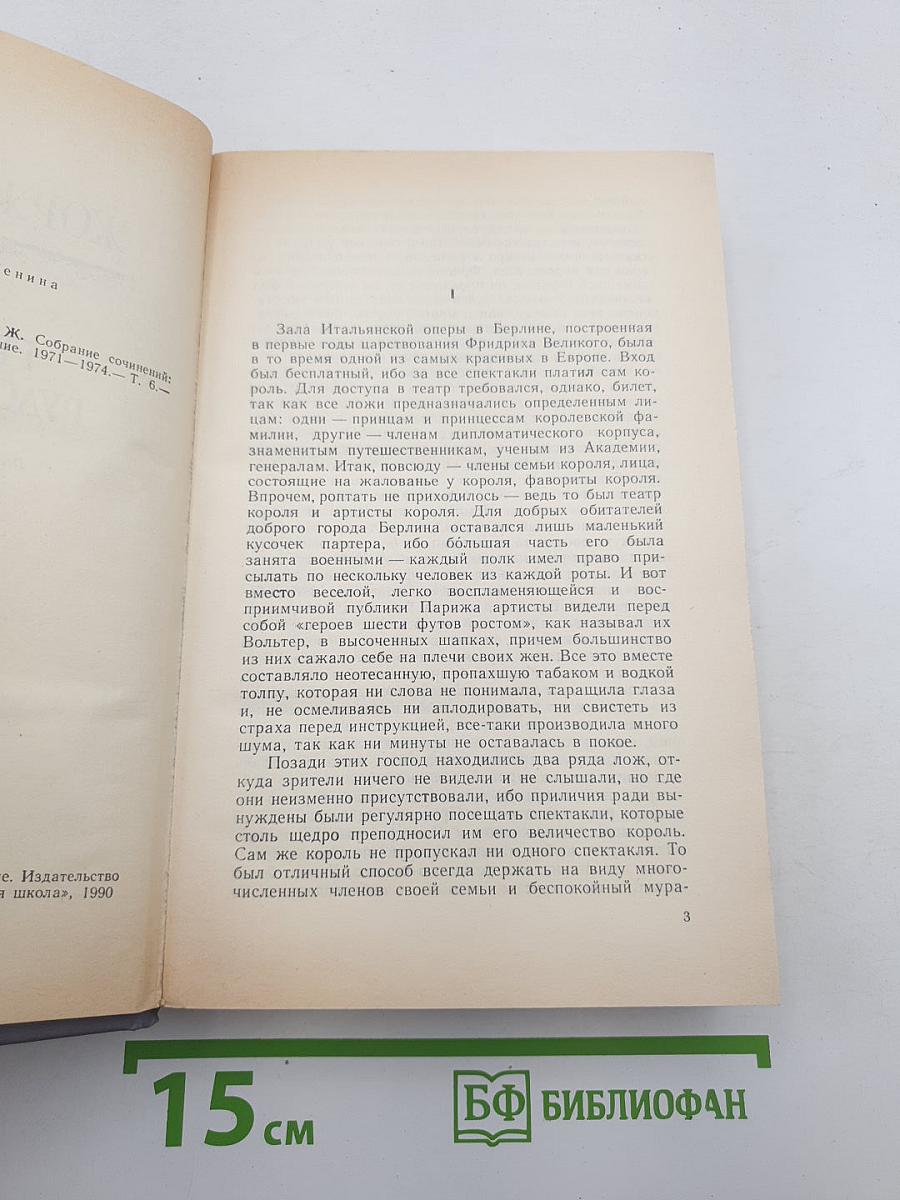 енина
Ж. Собрание сочинений:
ние. 1971—1974.— Т. 6.—
е. Издательство
я школа», 1990
I
Зала Итальянской оперы в Берлине, построенная
в первые годы царствования Фридриха Великого, была
в то время одной из самых красивых в Европе. Вход
был бесплатный, ибо за все спектакли платил сам ко-
роль. Для доступа в театр требовался, однако, билет,
так как все ложи предназначались определенным ли-
цам: одни — принцам и принцессам королевской фа-
милии, другие — членам дипломатического корпуса,
знаменитым путешественникам, ученым из Академии,
генералам. Итак, повсюду — члены семьи короля, лица,
состоящие на жалованье у короля, фавориты короля.
Впрочем, роптать не приходилось — ведь то был театр
короля и артисты короля. Для добрых обитателей
доброго города Берлина оставался лишь маленький
кусочек партера, ибо бо́льшая часть его была
занята военными — каждый полк имел право при-
сылать по нескольку человек из каждой роты. И вот
вместо веселой, легко воспламеняющейся и вос-
приимчивой публики Парижа артисты видели перед
собой «героев шести футов ростом», как называл их
Вольтер, в высоченных шапках, причем большинство
из них сажало себе на плечи своих жен. Все это вместе
составляло неотесанную, пропахшую табаком и водкой
толпу, которая ни слова не понимала, таращила глаза
и, не осмеливаясь ни аплодировать, ни свистеть из
страха перед инструкцией, все-таки производила много
шума, так как ни минуты не оставалась в покое.
Позади этих господ находились два ряда лож, от-
куда зрители ничего не видели и не слышали, но где
они неизменно присутствовали, ибо приличия ради вы-
нуждены были регулярно посещать спектакли, которые
столь щедро преподносил им его величество король.
Сам же король не пропускал ни одного спектакля. То
был отличный способ всегда держать на виду много-
численных членов своей семьи и беспокойный мура-
3
15 см
БФ БИБЛИОФАН